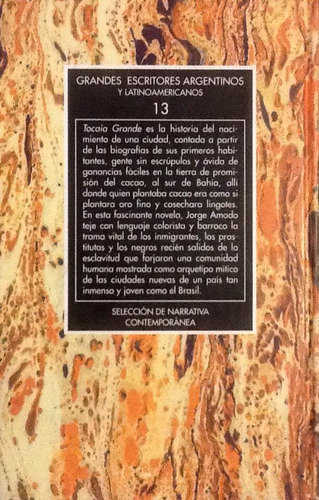 GRANDES ESCRITORES ARGENTINOS
Y LATINOAMERICANOS
13
Tocaia Grande es la historia del naci-
miento de una ciudad, contada a partir
de las biografías de sus primeros habi-
tantes, gente sin escrúpulos y ávida de
ganancias fáciles en la tierra de promi-
sión del cacao, al sur de Bahía, allí
donde quien plantaba cacao era como si
plantara oro fino y cosechara lingotes.
En esta fascinante novela, Jorge Amado
teje con lenguaje colorista y barroco la
trama vital de los inmigrantes, las pros-
titutas y los negros recién salidos de la
esclavitud que forjaron una comunidad
humana mostrada como arquetipo mítico
de las ciudades nuevas de un país tan
inmenso y joven como el Brasil.
SELECCIÓN DE NARRATIVA
CONTEMPORÁNEA